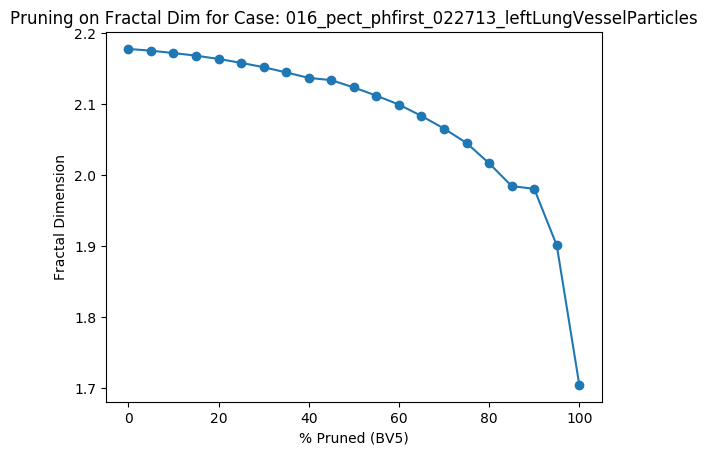 Pruning on Fractal Dim for Case: 016_pect_phfirst_022713_leftLungVesselParticles
2.2
2.1
2.0
1.9
1.8
1.7
Fractal Dimension
0 20 40 60 80 100
% Pruned (BV5)